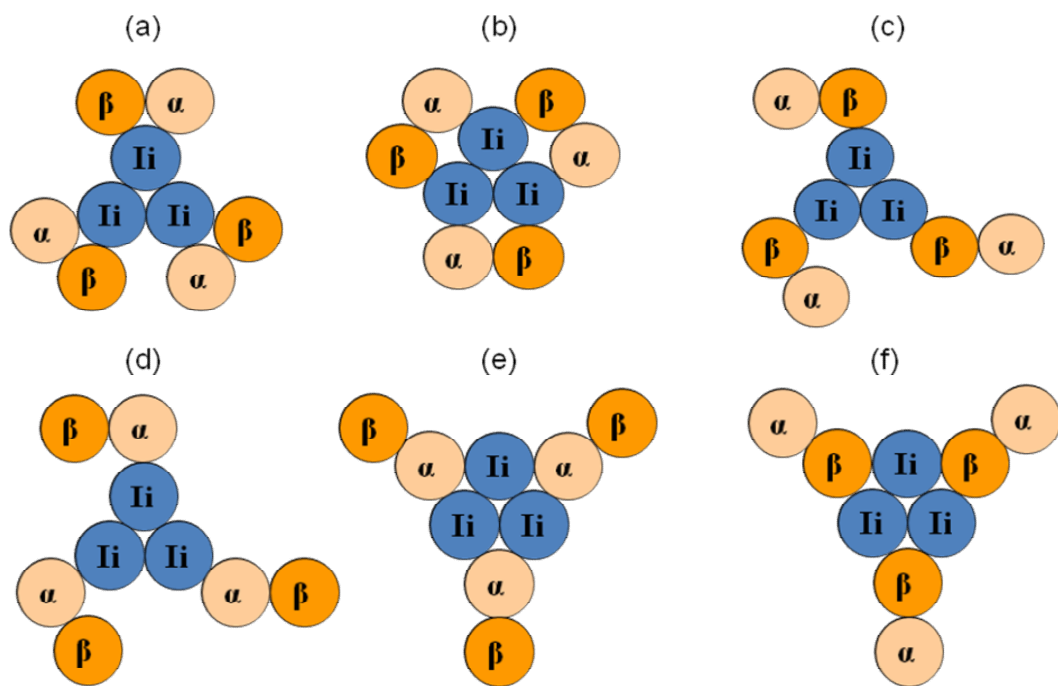 (a) (b) (c)
β α α β α β
Ii Ii Ii
β α
Ii Ii Ii Ii Ii Ii
α β β β α
β α α β α
(d) (e) (f)
β α β β α α
α Ii α β Ii β
Ii
Ii Ii Ii Ii
Ii Ii
α α β α β
β β α